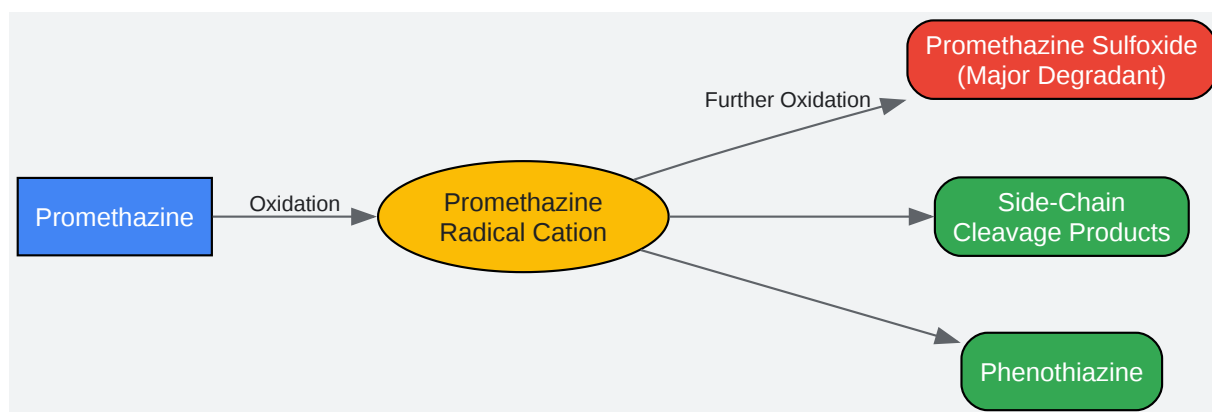 Promethazine
Oxidation
Promethazine
Radical Cation
Further Oxidation
Promethazine Sulfoxide
(Major Degradant)
Side-Chain
Cleavage Products
Phenothiazine